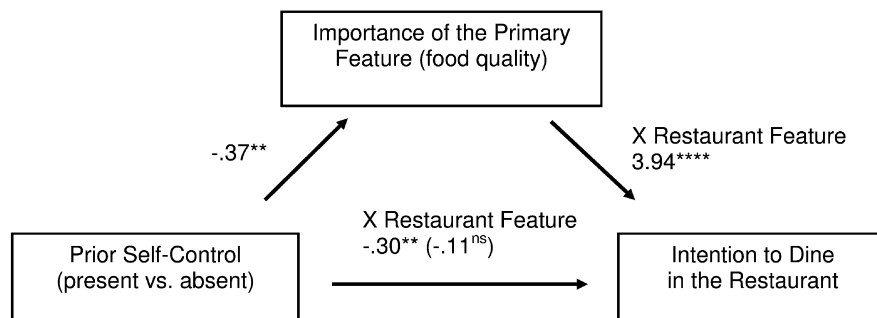 Importance of the Primary
Feature (food quality)
-.37**
X Restaurant Feature
3.94****
X Restaurant Feature
-.30** (-.11ns)
Prior Self-Control
(present vs. absent)
Intention to Dine
in the Restaurant